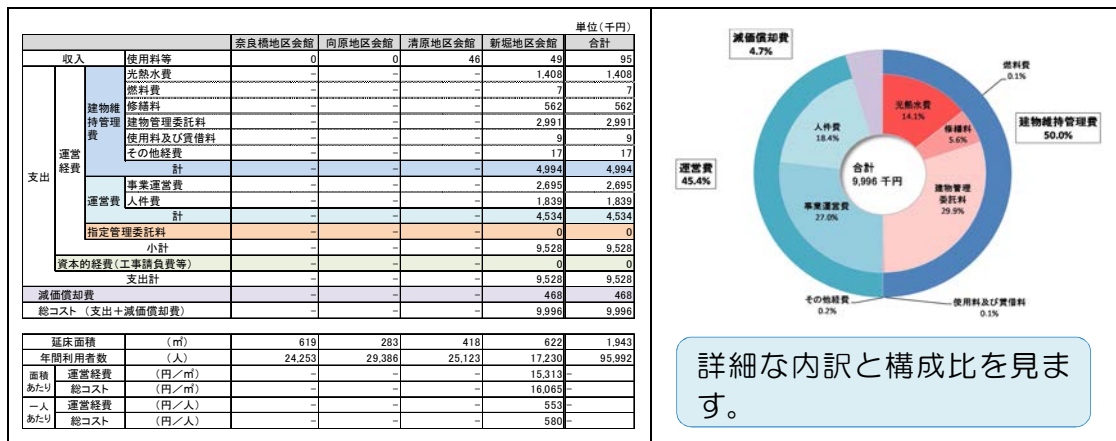 単位(千円)
奈良橋地区会館 向原地区会館 清原地区会館 新堀地区会館 合計
収入 使用料等 0 0 46 49 95
支出 運営経費 建物維持管理費 光熱水費 - - - 1,408 1,408
燃料費 - - - 7 7
修繕料 - - - 562 562
建物管理委託料 - - - 2,991 2,991
使用料及び賃借料 - - - 9 9
その他経費 - - - 17 17
計 - - - 4,994 4,994
運営費 事業運営費 - - - 2,695 2,695
人件費 - - - 1,839 1,839
計 - - - 4,534 4,534
指定管理委託料 - - - 0 0
小計 - - - 9,528 9,528
資本的経費(工事請負費等) - - - 0 0
支出計 - - - 9,528 9,528
減価償却費 - - - 468 468
総コスト (支出+減価償却費) - - - 9,996 9,996
延床面積 (㎡) 619 283 418 622 1,943
年間利用者数 (人) 24,253 29,386 25,123 17,230 95,992
面積あたり 運営経費 (円/㎡) - - - 15,313 -
総コスト (円/㎡) - - - 16,065 -
一人あたり 運営経費 (円/人) - - - 553 -
総コスト (円/人) - - - 580 -
減価償却費
4.7%
燃料費
0.1%
光熱水費
14.1%
修繕料
5.6%
建物維持管理費
50.0%
人件費
18.4%
合計
9,996 千円
運営費
45.4%
建物管理
委託料
29.9%
事業運営費
27.0%
その他経費
0.2%
使用料及び賃借料
0.1%
詳細な内訳と構成比を見ま
す。